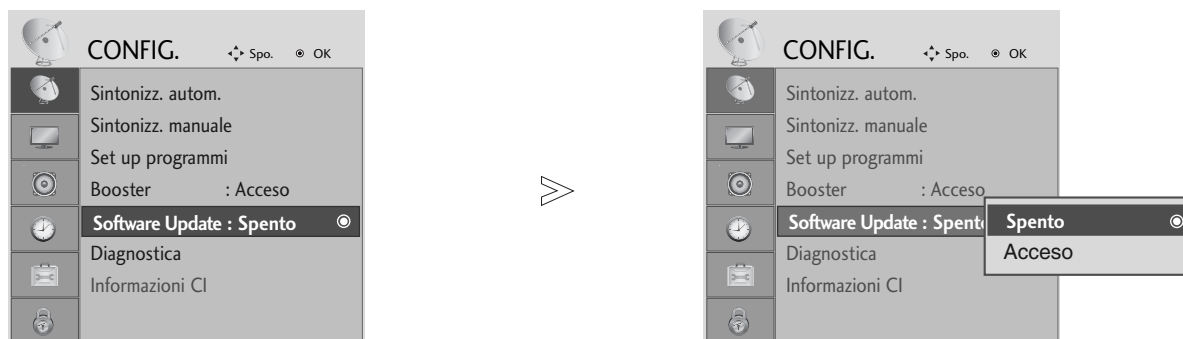 CONFIG. Spo. OK
Sintonizz. autom.
Sintonizz. manuale
Set up programmi
Booster : Acceso
Software Update : Spento
Diagnostica
Informazioni CI
CONFIG. Spo. OK
Sintonizz. autom.
Sintonizz. manuale
Set up programmi
Booster : Acceso
Software Update : Spento
Diagnostica
Informazioni CI
Spento
Acceso